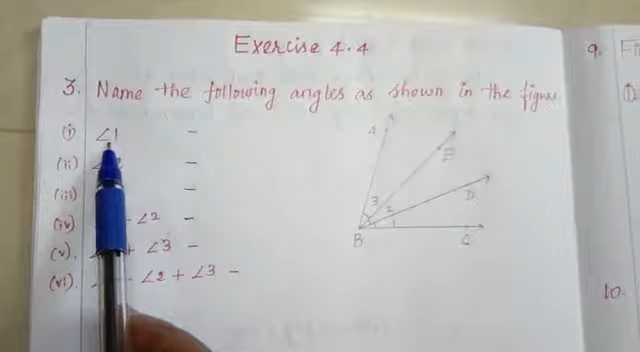 Exercise 4.4
9. Fi
3. Name the following angles as shown in the figure
(i) ∠1 -
(ii) -
(iii) -
(iv) - ∠2 -
(v). + ∠3 -
(vi). ∠2 + ∠3 -
A
E
D
3
2
1
B
C
10.